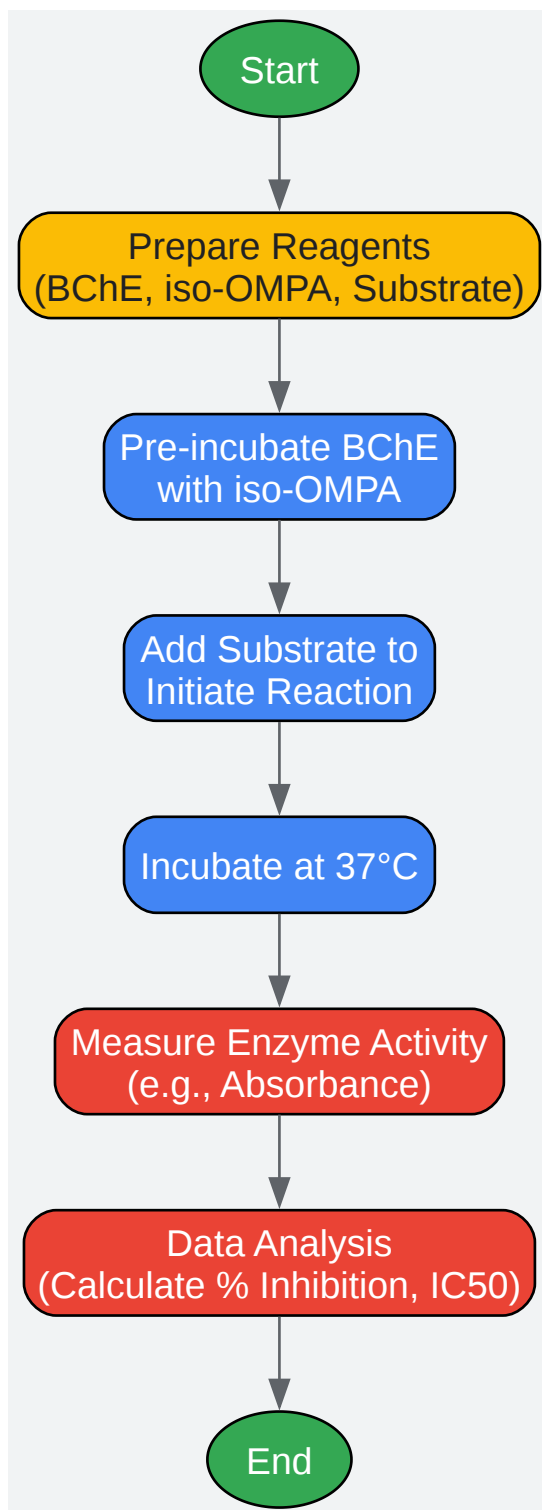 Start
Prepare Reagents
(BChE, iso-OMPA, Substrate)
Pre-incubate BChE
with iso-OMPA
Add Substrate to
Initiate Reaction
Incubate at 37°C
Measure Enzyme Activity
(e.g., Absorbance)
Data Analysis
(Calculate % Inhibition, IC50)
End